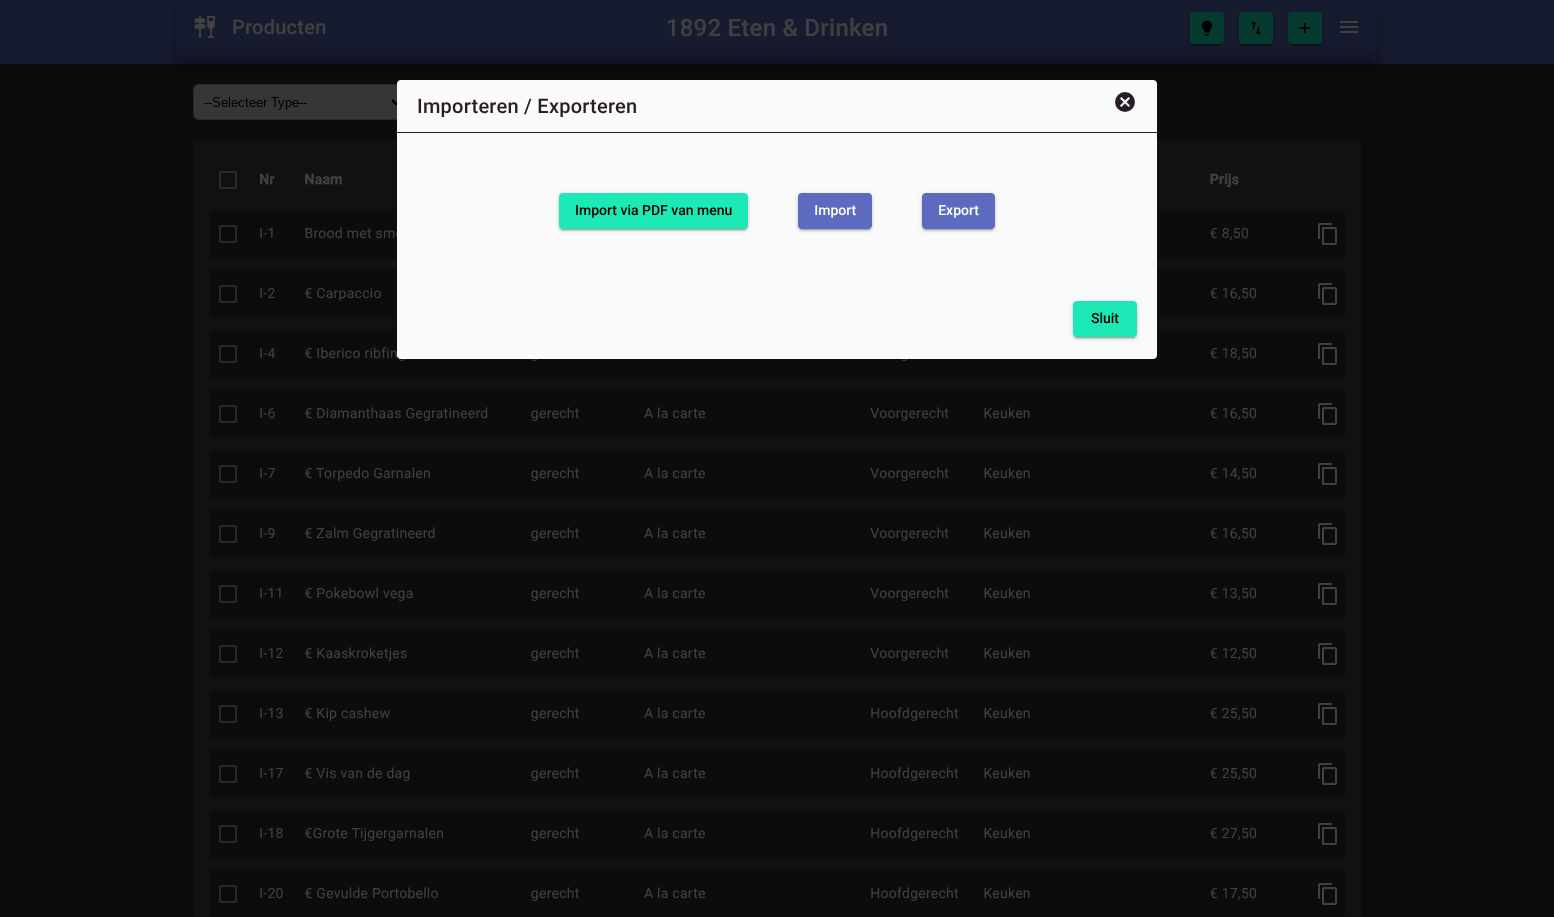 Producten
1892 Eten & Drinken
--Selecteer Type--
Importeren / Exporteren
Import via PDF van menu Import Export
Sluit
Nr Naam Prijs
I-1 Brood met € 8,50
I-2 € Carpaccio € 16,50
I-4 € Iberico € 18,50
I-6 € Diamanthaas Gegratineerd gerecht A la carte Voorgerecht Keuken € 16,50
I-7 € Torpedo Garnalen gerecht A la carte Voorgerecht Keuken € 14,50
I-9 € Zalm Gegratineerd gerecht A la carte Voorgerecht Keuken € 16,50
I-11 € Pokebowl vega gerecht A la carte Voorgerecht Keuken € 13,50
I-12 € Kaaskroketjes gerecht A la carte Voorgerecht Keuken € 12,50
I-13 € Kip cashew gerecht A la carte Hoofdgerecht Keuken € 25,50
I-17 € Vis van de dag gerecht A la carte Hoofdgerecht Keuken € 25,50
I-18 €Grote Tijgergarnalen gerecht A la carte Hoofdgerecht Keuken € 27,50
I-20 € Gevulde Portobello gerecht A la carte Hoofdgerecht Keuken € 17,50